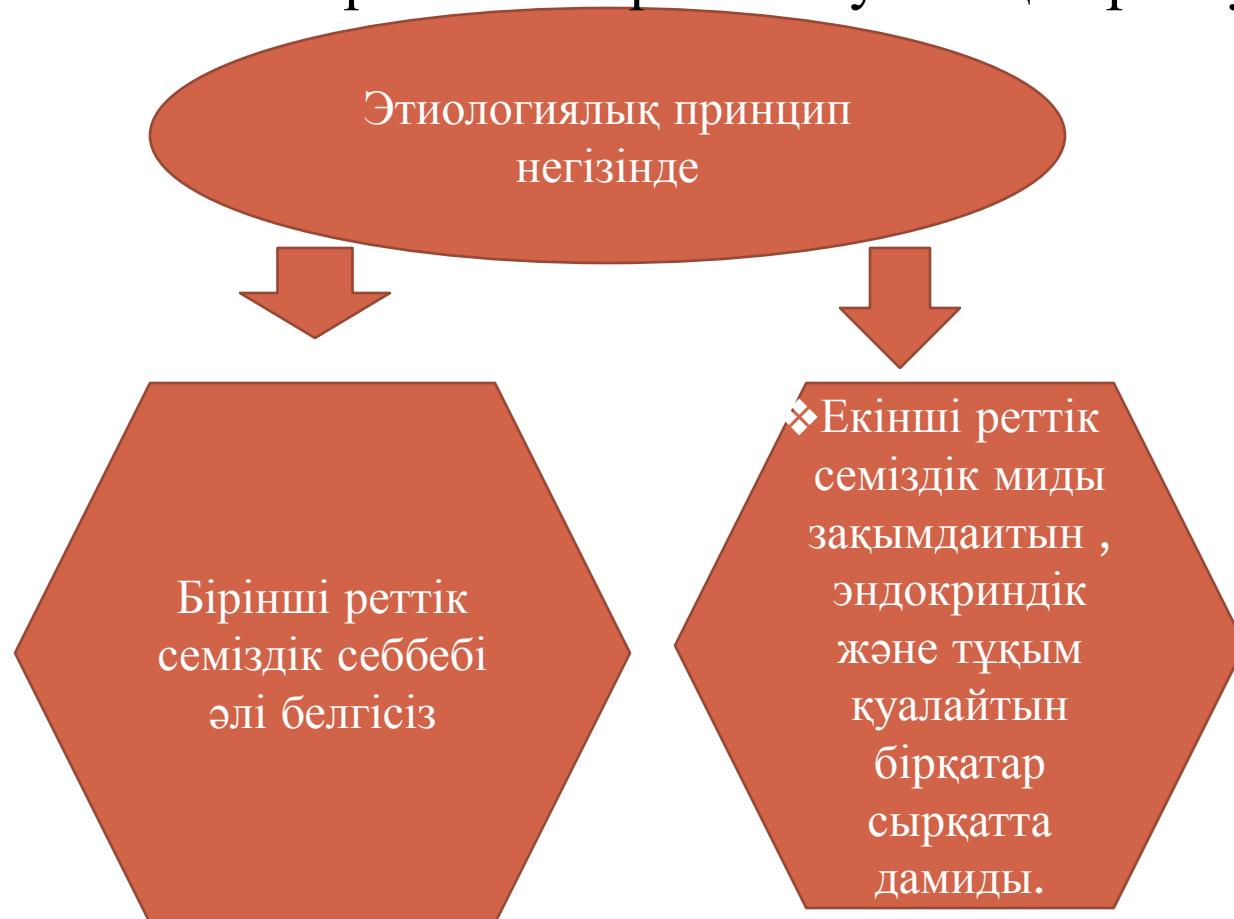 Этиологиялық принцип
негізінде
Бірінші реттік
семіздік себбебі
әлі белгісіз
❖Екінші реттік
семіздік миды
зақымдаитын ,
эндокриндік
және тұқым
қуалайтын
бірқатар
сырқатта
дамиды.